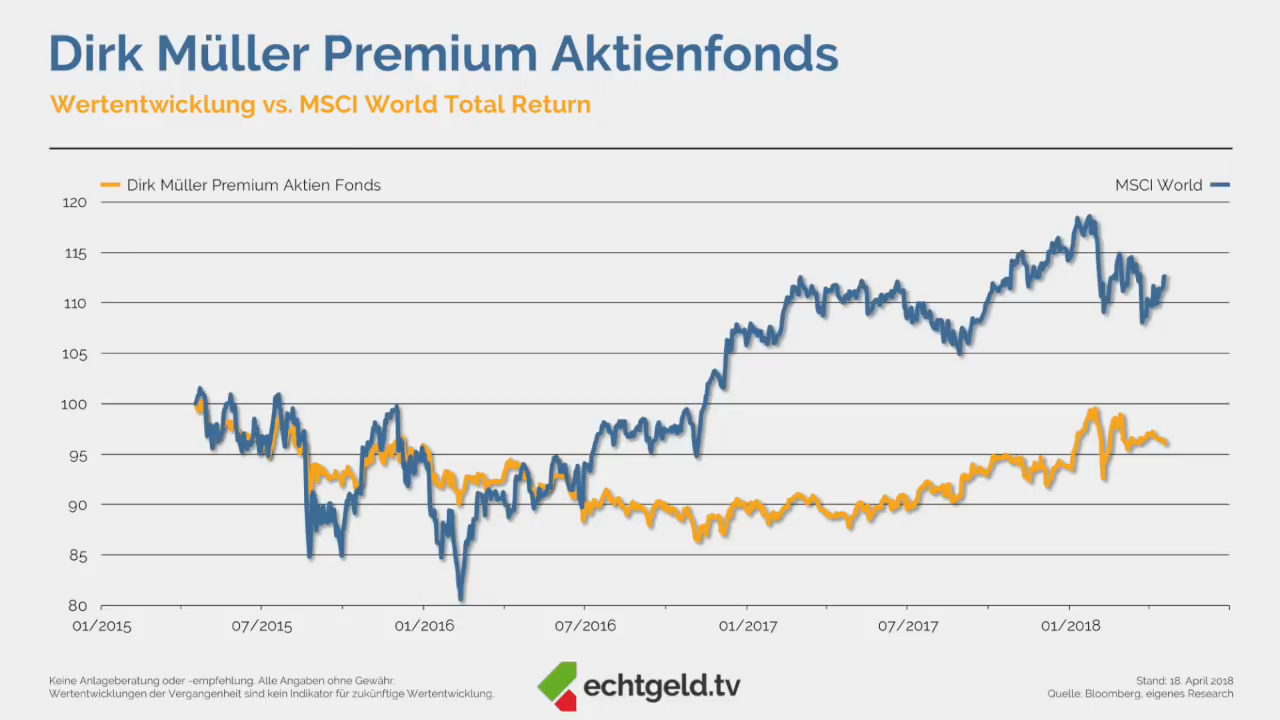 Dirk Müller Premium Aktienfonds
Wertentwicklung vs. MSCI World Total Return
Dirk Müller Premium Aktien Fonds
MSCI World
120
115
110
105
100
95
90
85
80
01/2015 07/2015 01/2016 07/2016 01/2017 07/2017 01/2018
Keine Anlageberatung oder -empfehlung. Alle Angaben ohne Gewähr.
Wertentwicklungen der Vergangenheit sind kein Indikator für zukünftige Wertentwicklung.
echtgeld.tv
Stand: 18. April 2018
Quelle: Bloomberg, eigenes Research